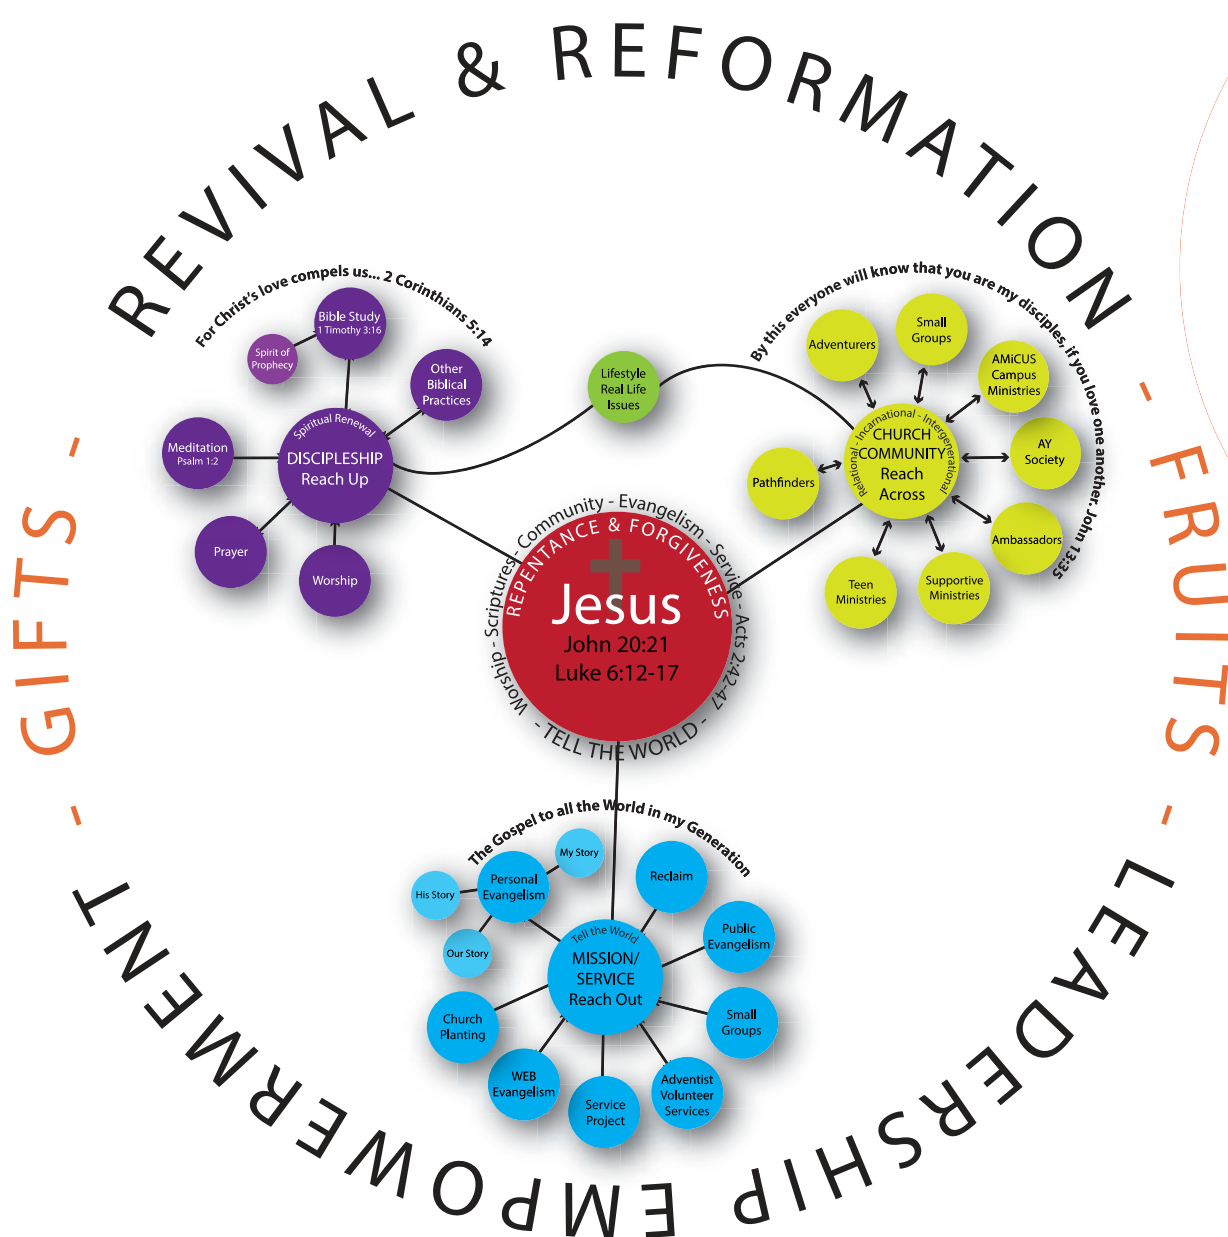 REVIVAL & REFORMATION
- FRUITS -
LEADERSHIP EMPOWERMENT
- GIFTS -
For Christ's love compels us... 2 Corinthians 5:14
Bible Study
1 Timothy 3:16
Spirit of
Prophecy
Other
Biblical
Practices
Meditation
Psalm 1:2
Spiritual Renewal
DISCIPLESHIP
Reach Up
Prayer
Worship
Lifestyle
Real Life
Issues
By this everyone will know that you are my disciples, if you love one another. John 13:35
Adventurers
Small
Groups
AMiCUS
Campus
Ministries
AY
Society
Pathfinders
Relational - Incarnational - Intergenerational
CHURCH
COMMUNITY
Reach
Across
Ambassadors
Teen
Ministries
Supportive
Ministries
Worship - Scriptures - Community - Evangelism - Service - Acts 2:42-47
- TELL THE WORLD -
REPENTANCE & FORGIVENESS
Jesus
John 20:21
Luke 6:12-17
The Gospel to all the World in my Generation
My Story
Personal
Evangelism
His Story
Our Story
Reclaim
Public
Evangelism
Tell the World
MISSION/
SERVICE
Reach Out
Church
Planting
Small
Groups
WEB
Evangelism
Service
Project
Adventist
Volunteer
Services